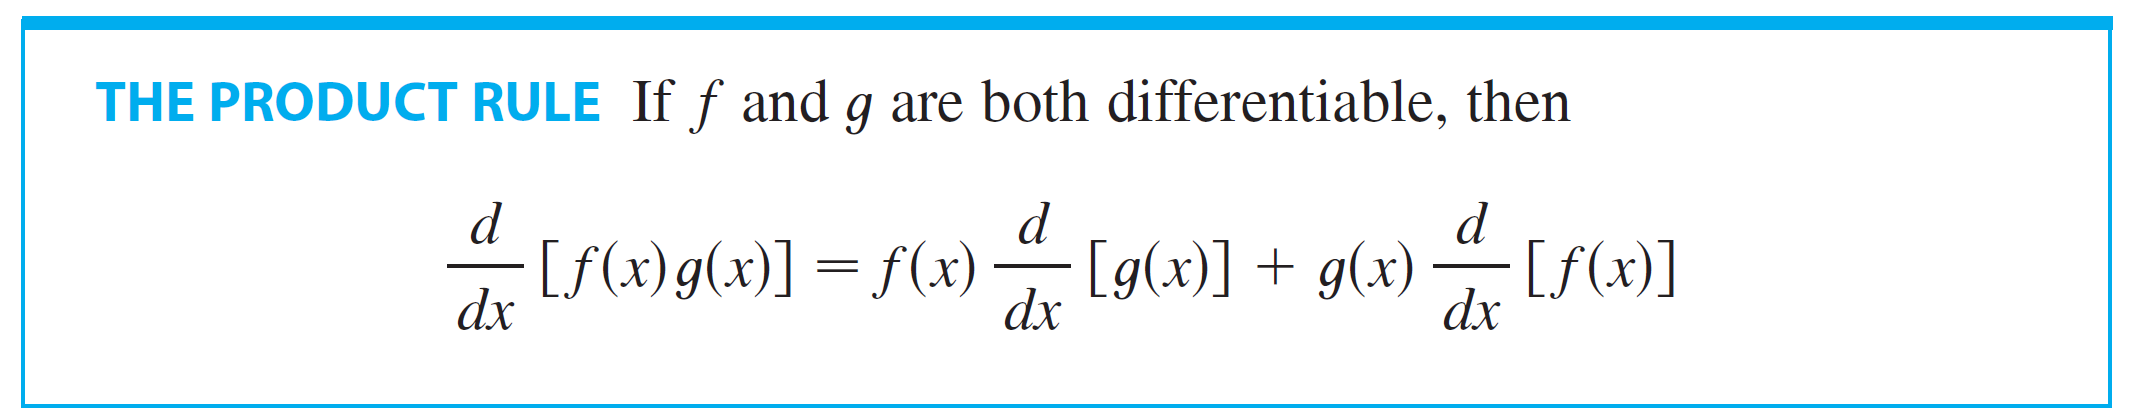 THE PRODUCT RULE If f and g are both differentiable, then
d/dx [f(x)g(x)] = f(x) d/dx [g(x)] + g(x) d/dx [f(x)]